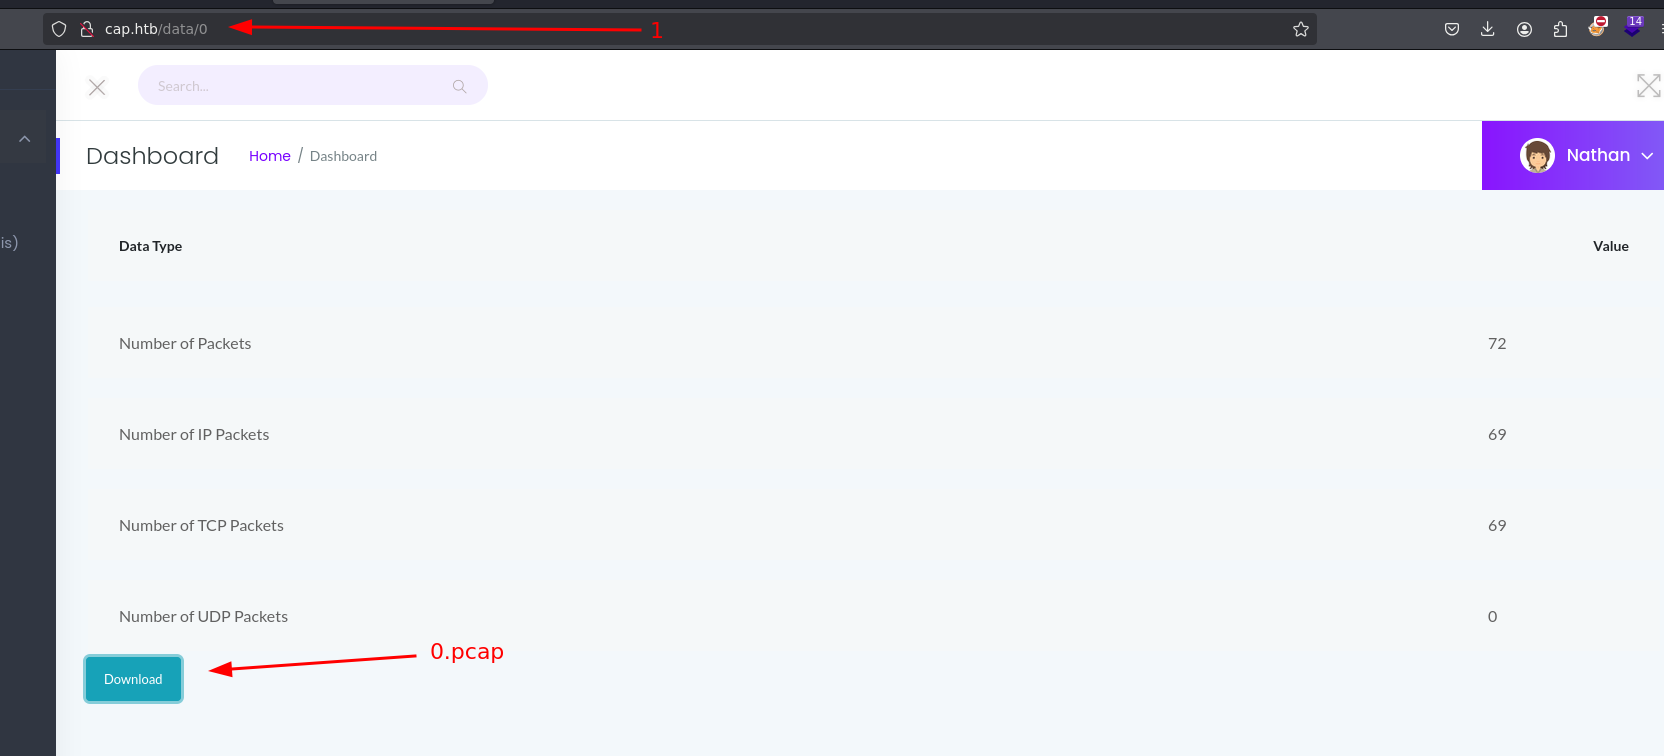 cap.htb/data/0
1
14
Search...
Dashboard
Home / Dashboard
Nathan
is)
Data Type
Value
Number of Packets
72
Number of IP Packets
69
Number of TCP Packets
69
Number of UDP Packets
0
0.pcap
Download